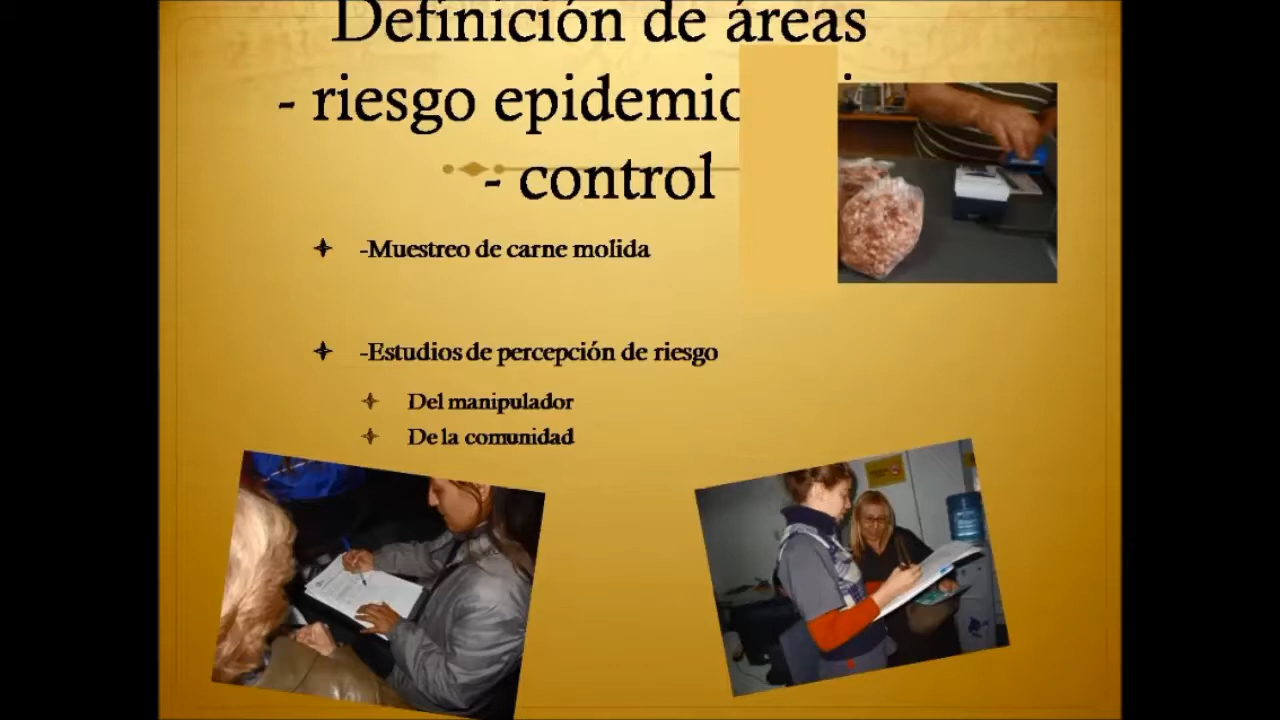 Definición de áreas
- riesgo
- control
-Muestreo de carne molida
-Estudios de percepción de riesgo
Del manipulador
De la comunidad